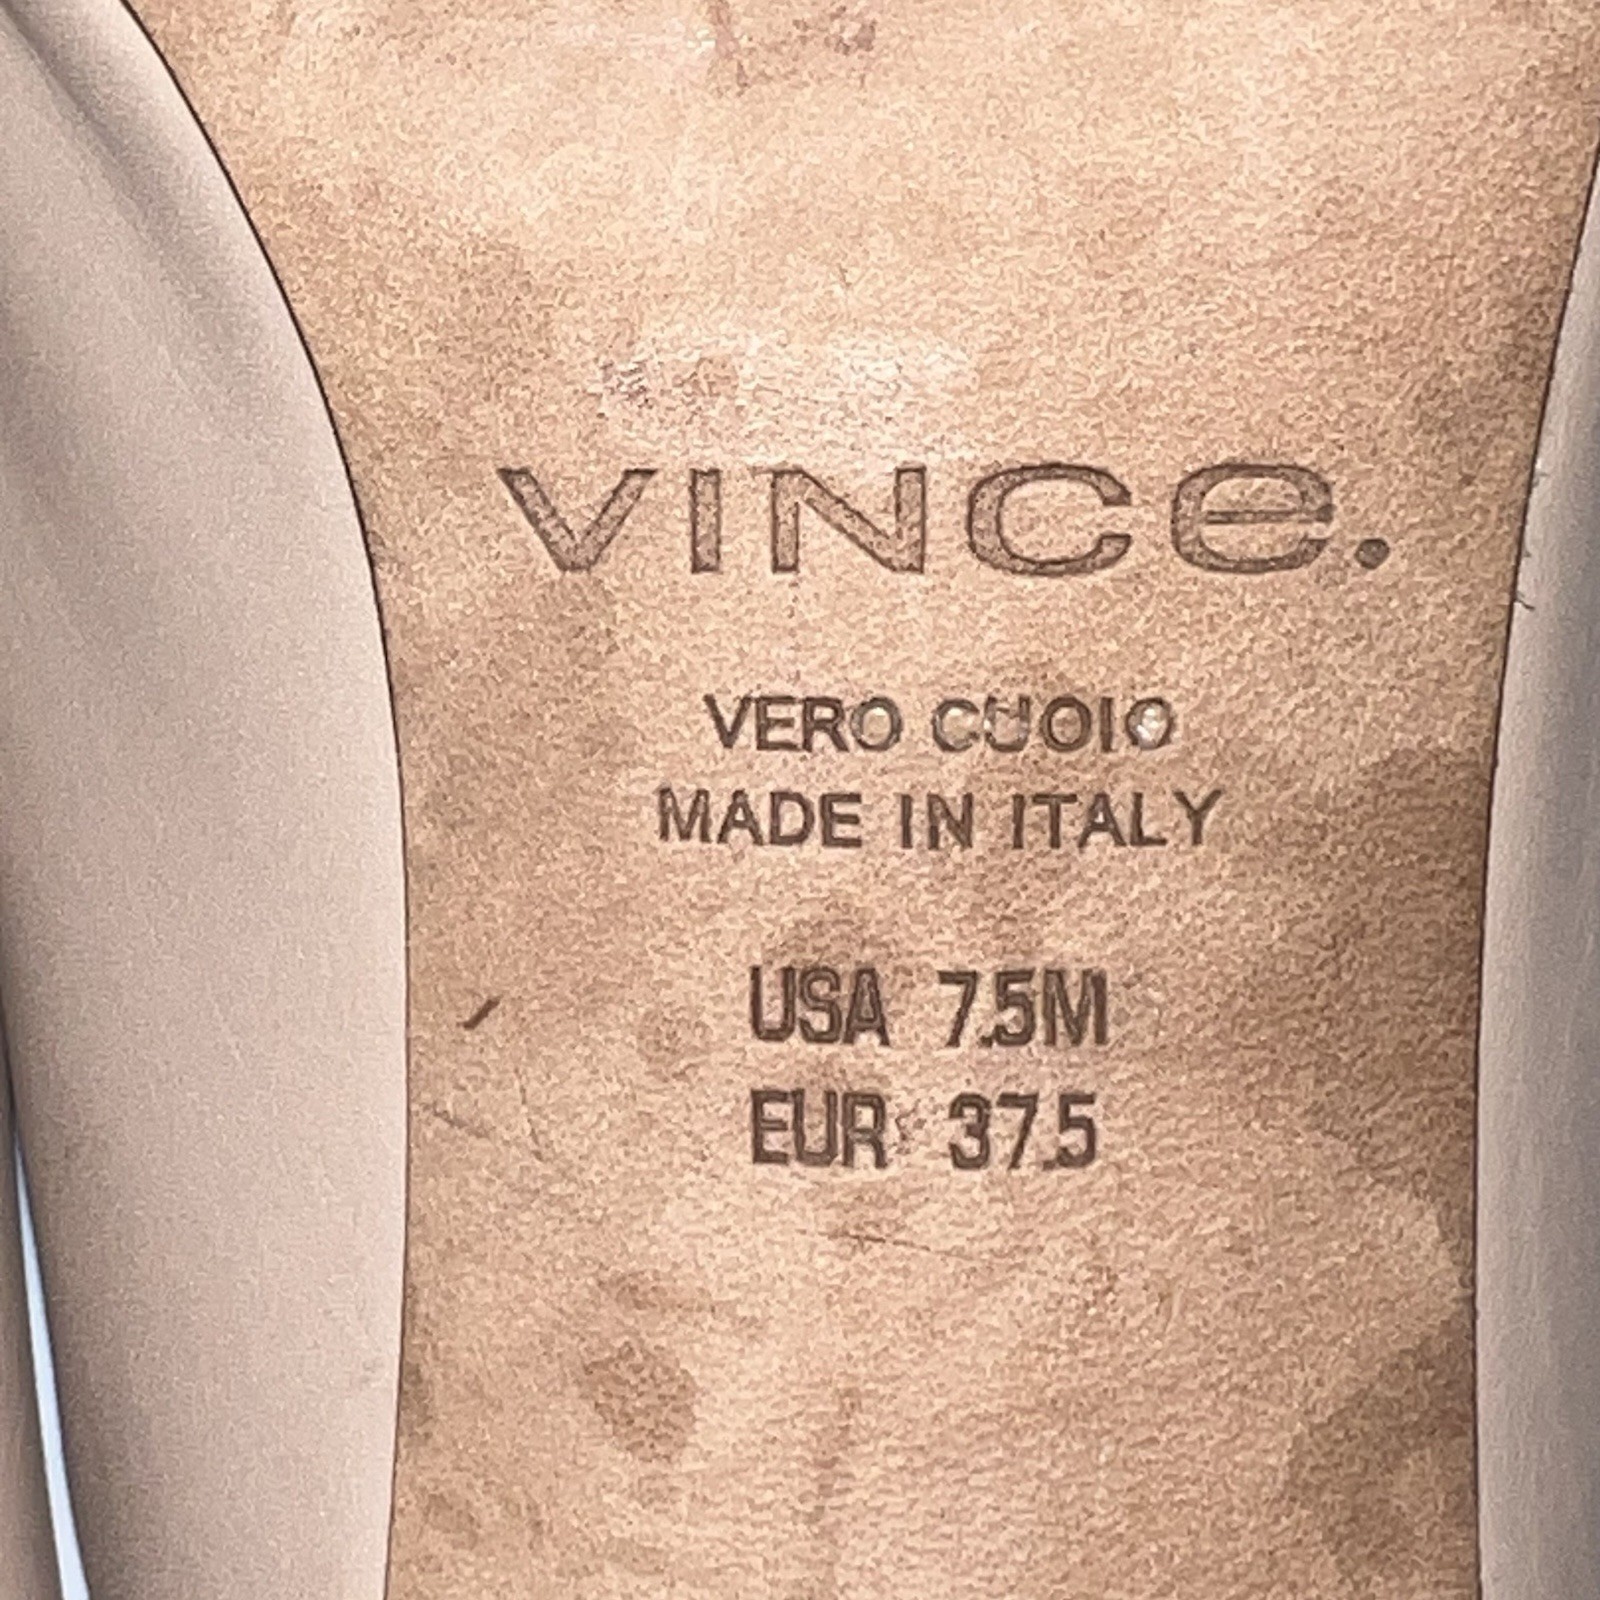 VINCe.
VERO CUOIO
MADE IN ITALY
USA 7.5M
EUR 37.5